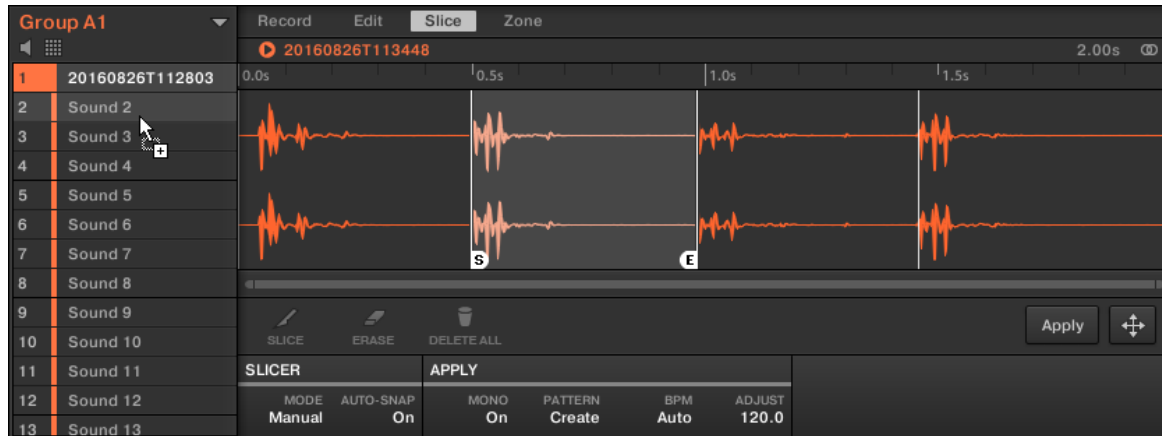 Group A1
Record Edit Slice Zone
20160826T113448 2.00s
1 20160826T112803
0.0s 0.5s 1.0s 1.5s
2 Sound 2
3 Sound 3
4 Sound 4
5 Sound 5
6 Sound 6
7 Sound 7
S E
8 Sound 8
9 Sound 9
10 Sound 10
SLICE ERASE DELETE ALL Apply
11 Sound 11
SLICER APPLY
12 Sound 12
MODE AUTO-SNAP MONO PATTERN BPM ADJUST
Manual On On Create Auto 120.0
13 Sound 13